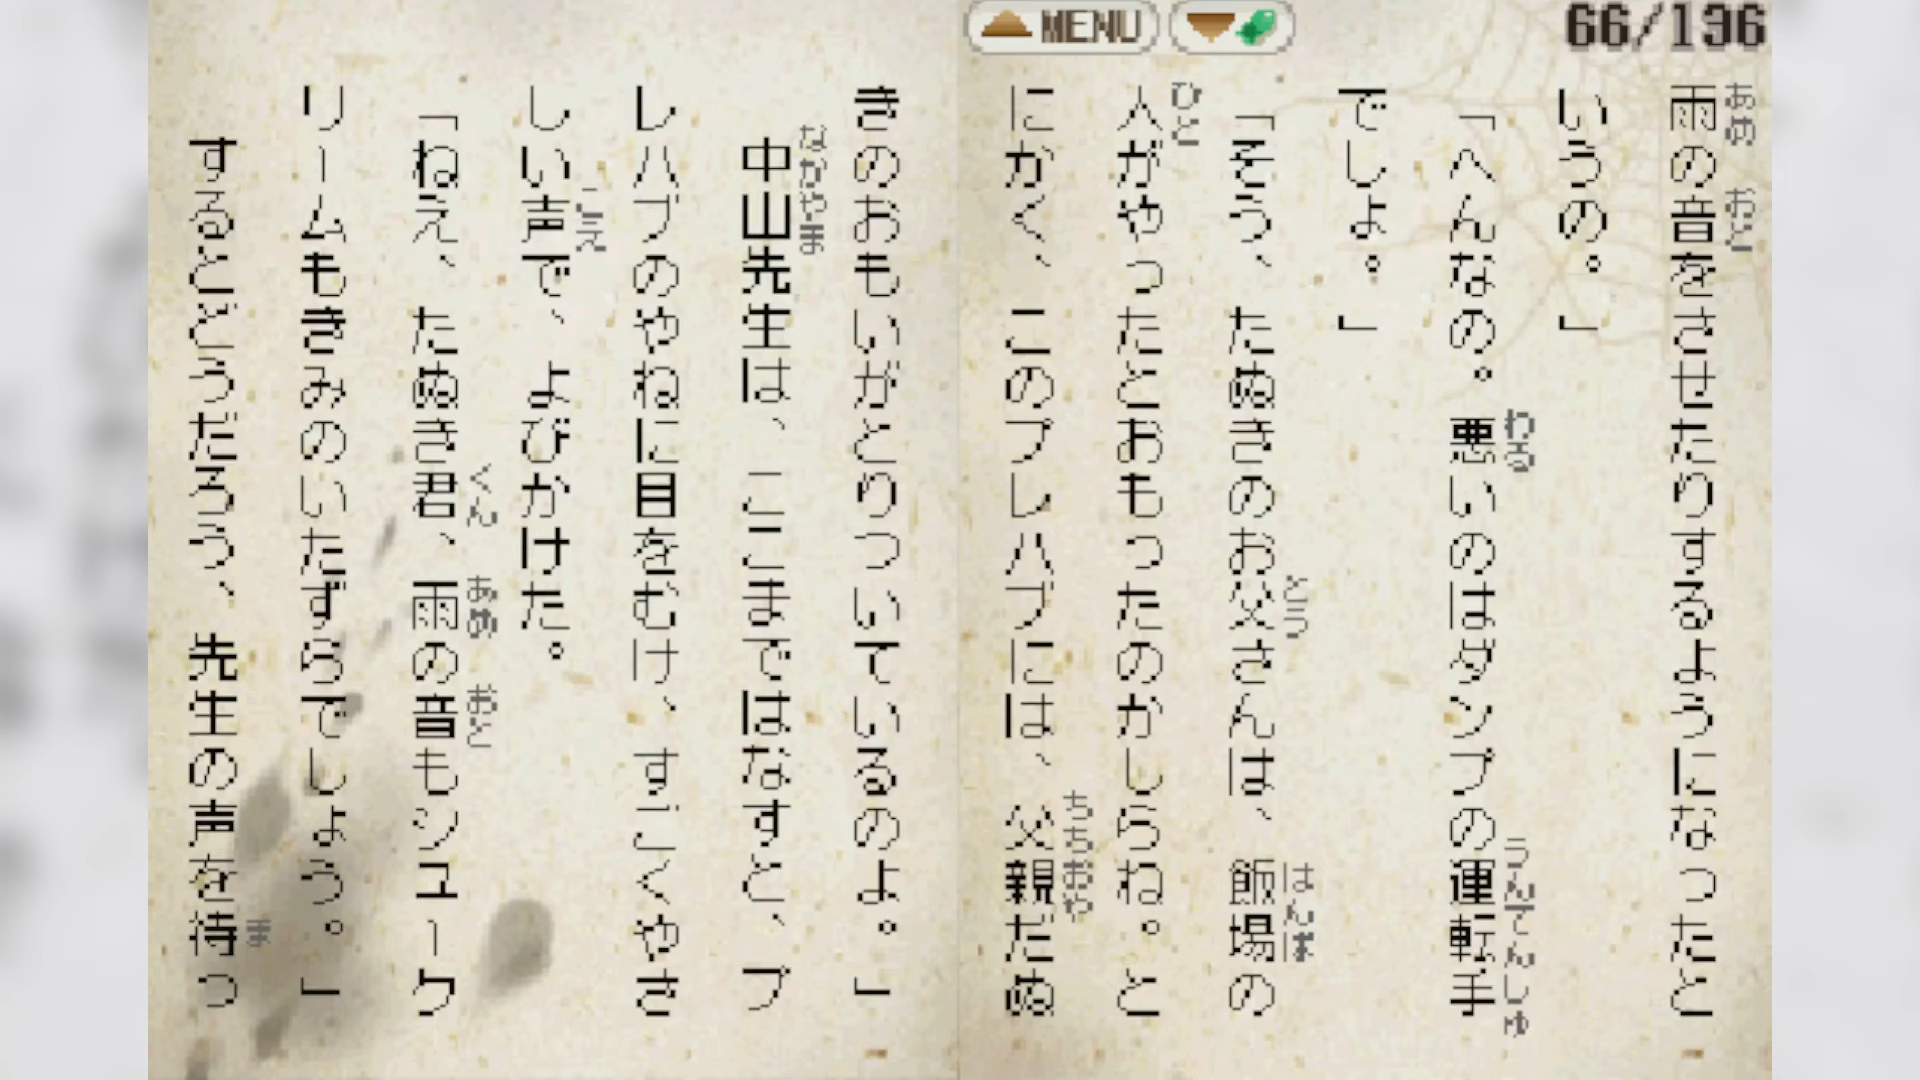 MENU
66/196
雨の音をさせたりするようになったと
いうの。」
「へんなの。悪いのはダンプの運転手
でしょ。」
「そう、たぬきのお父さんは、飯場の
人がやったとおもったのかしらね。と
にかく、このプレハブには、父親だぬ
きのおもいがとりついているのよ。」
中山先生は、ここまではなすと、プ
レハブのやねに目をむけ、すごくやさ
しい声で、よびかけた。
「ねえ、たぬき君、雨の音もシューク
リームもきみのいたずらでしょう。」
するとどうだろう、先生の声を待つ